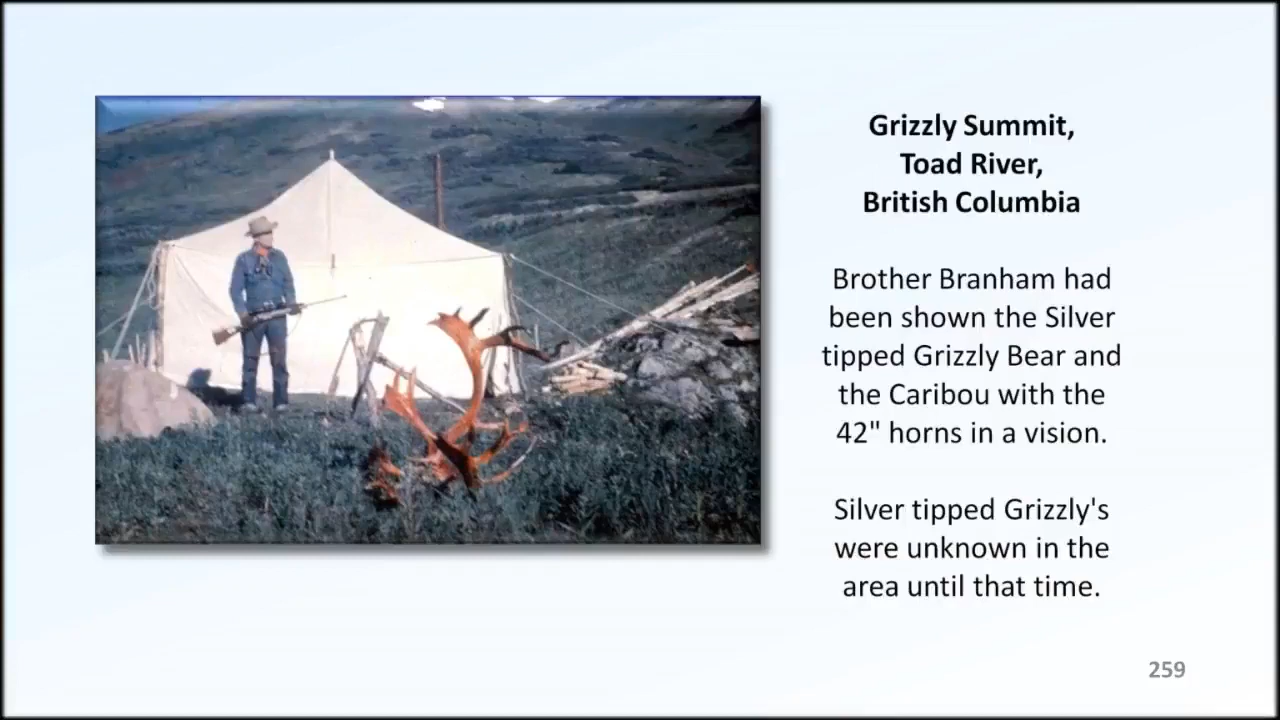 Grizzly Summit,
Toad River,
British Columbia
Brother Branham had
been shown the Silver
tipped Grizzly Bear and
the Caribou with the
42" horns in a vision.
Silver tipped Grizzly's
were unknown in the
area until that time.
259